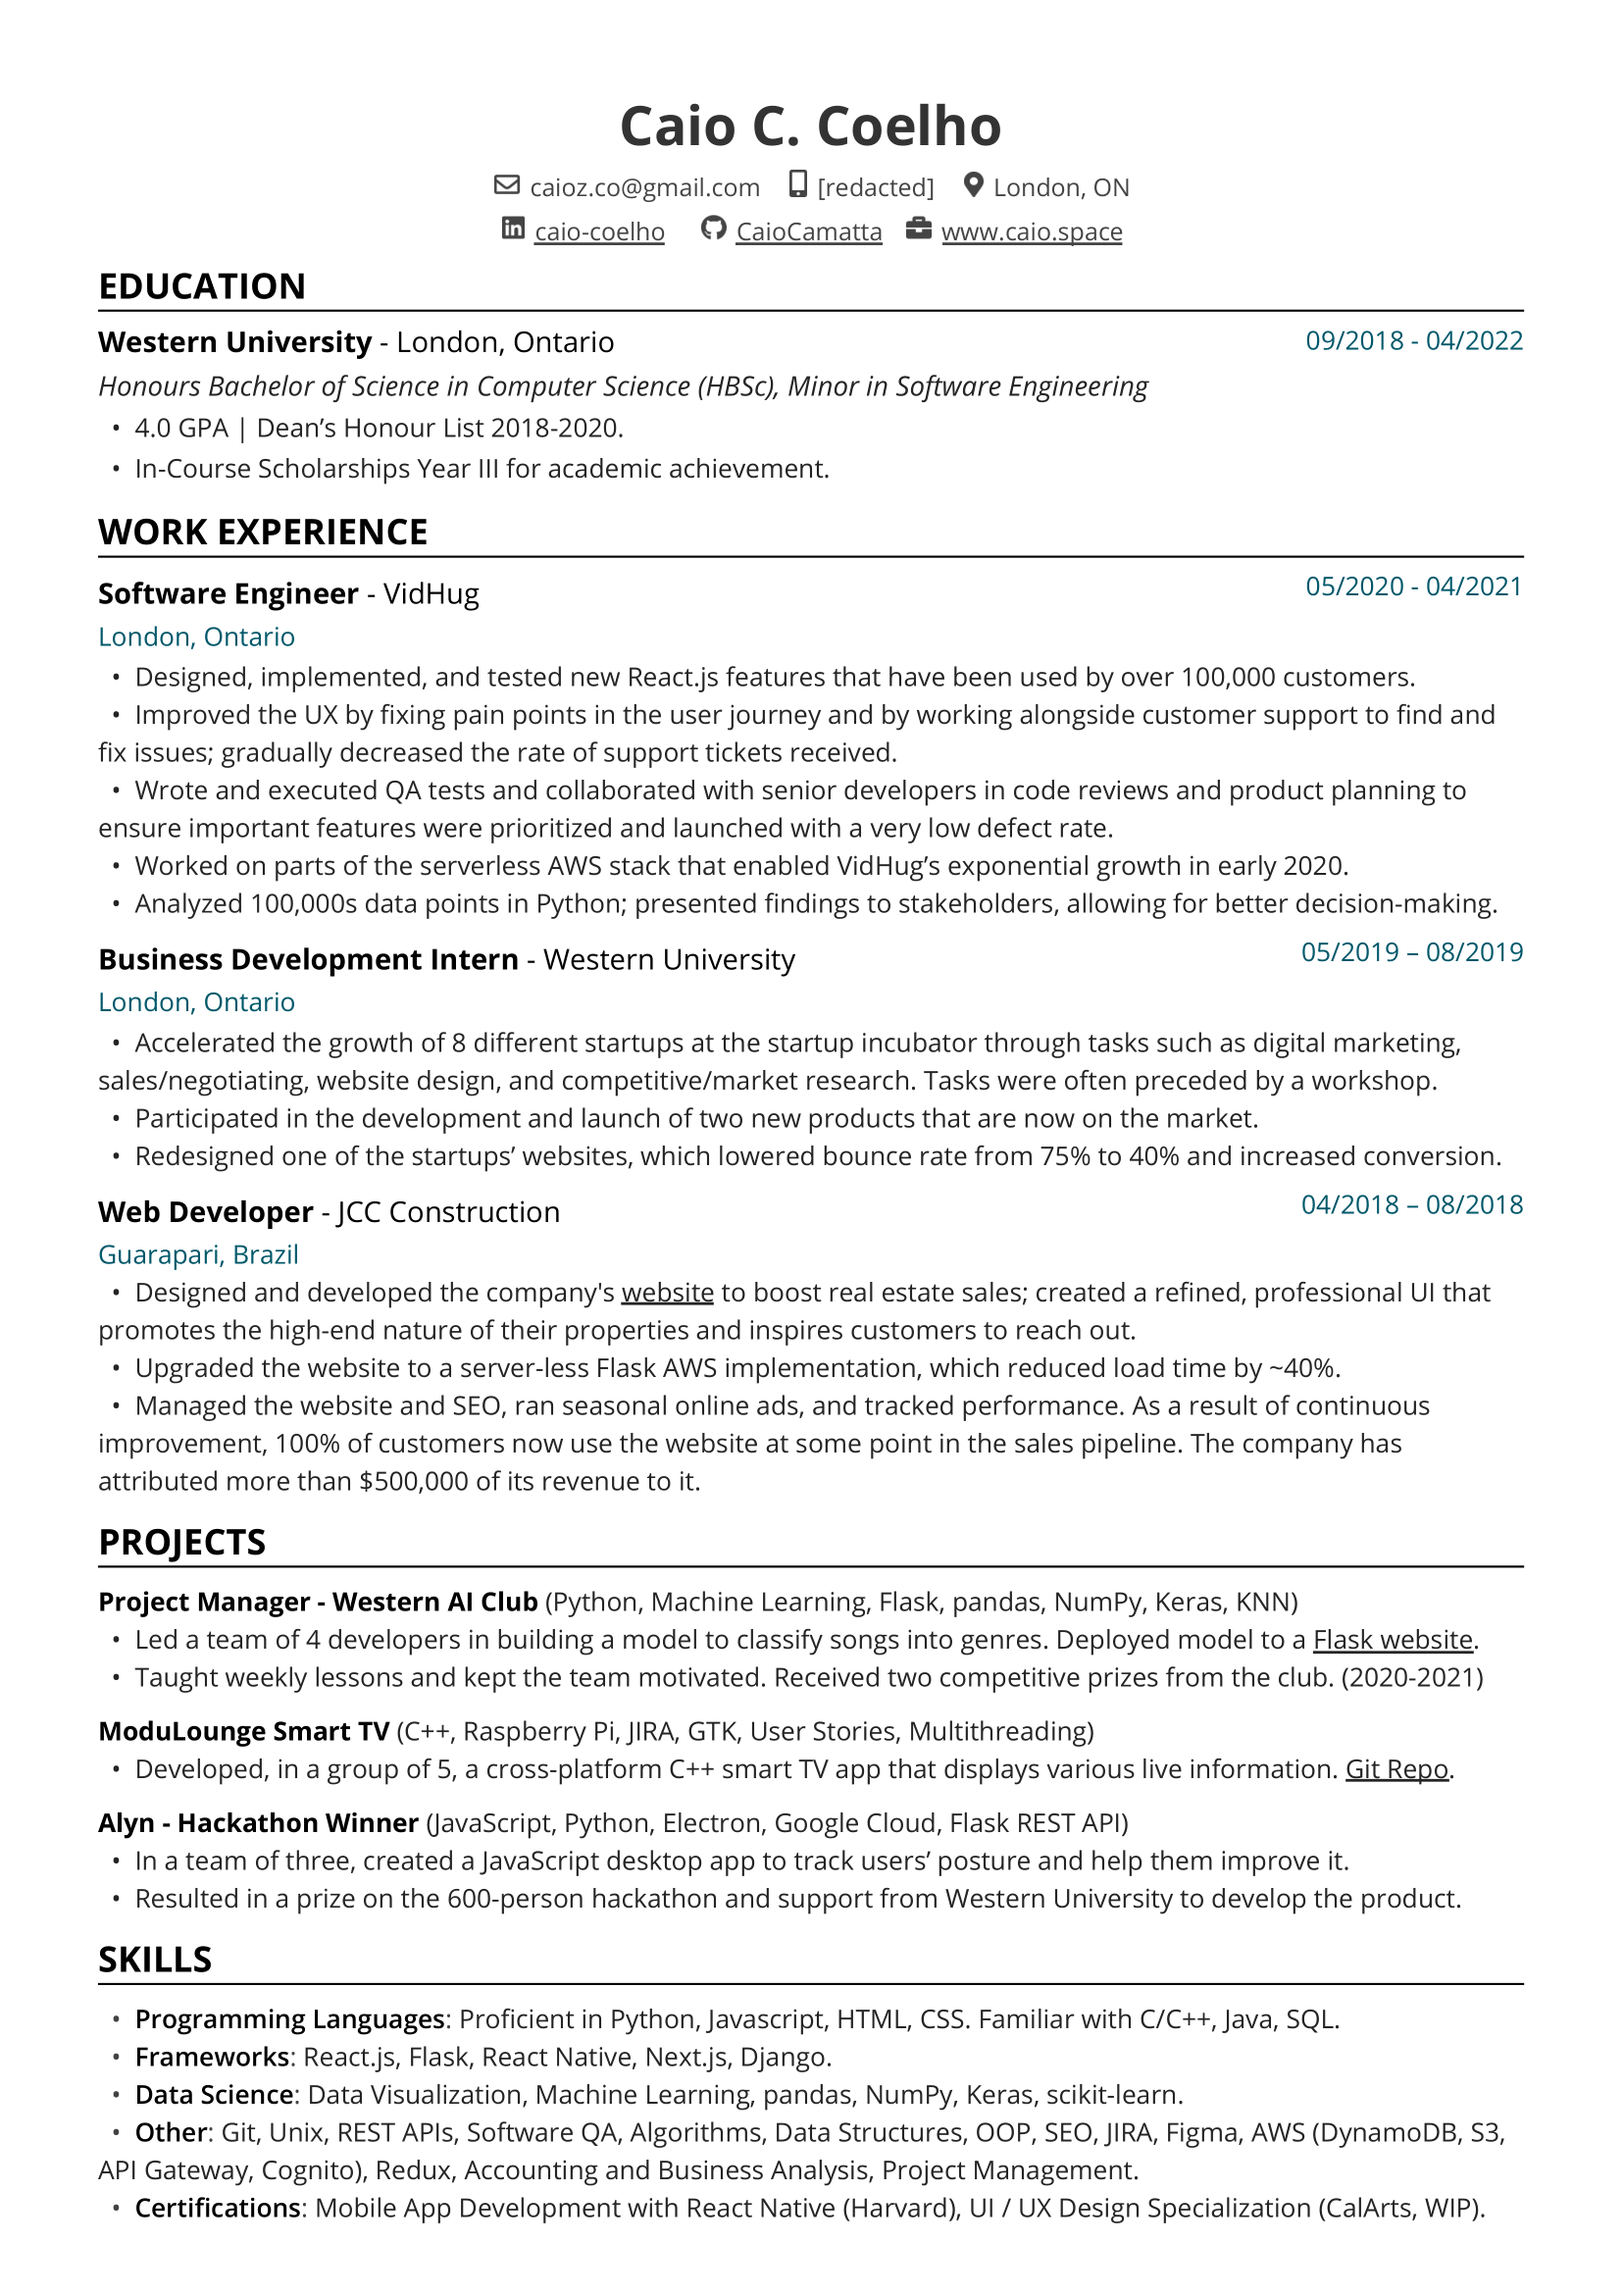 Caio C. Coelho
caioz.co@gmail.com [redacted] London, ON
caio-coelho CaioCamatta www.caio.space
EDUCATION
Western University - London, Ontario 09/2018 - 04/2022
Honours Bachelor of Science in Computer Science (HBSc), Minor in Software Engineering
• 4.0 GPA | Dean’s Honour List 2018-2020.
• In-Course Scholarships Year III for academic achievement.
WORK EXPERIENCE
Software Engineer - VidHug 05/2020 - 04/2021
London, Ontario
• Designed, implemented, and tested new React.js features that have been used by over 100,000 customers.
• Improved the UX by fixing pain points in the user journey and by working alongside customer support to find and
fix issues; gradually decreased the rate of support tickets received.
• Wrote and executed QA tests and collaborated with senior developers in code reviews and product planning to
ensure important features were prioritized and launched with a very low defect rate.
• Worked on parts of the serverless AWS stack that enabled VidHug’s exponential growth in early 2020.
• Analyzed 100,000s data points in Python; presented findings to stakeholders, allowing for better decision-making.
Business Development Intern - Western University 05/2019 – 08/2019
London, Ontario
• Accelerated the growth of 8 different startups at the startup incubator through tasks such as digital marketing,
sales/negotiating, website design, and competitive/market research. Tasks were often preceded by a workshop.
• Participated in the development and launch of two new products that are now on the market.
• Redesigned one of the startups’ websites, which lowered bounce rate from 75% to 40% and increased conversion.
Web Developer - JCC Construction 04/2018 – 08/2018
Guarapari, Brazil
• Designed and developed the company's website to boost real estate sales; created a refined, professional UI that
promotes the high-end nature of their properties and inspires customers to reach out.
• Upgraded the website to a server-less Flask AWS implementation, which reduced load time by ~40%.
• Managed the website and SEO, ran seasonal online ads, and tracked performance. As a result of continuous
improvement, 100% of customers now use the website at some point in the sales pipeline. The company has
attributed more than $500,000 of its revenue to it.
PROJECTS
Project Manager - Western AI Club (Python, Machine Learning, Flask, pandas, NumPy, Keras, KNN)
• Led a team of 4 developers in building a model to classify songs into genres. Deployed model to a Flask website.
• Taught weekly lessons and kept the team motivated. Received two competitive prizes from the club. (2020-2021)
ModuLounge Smart TV (C++, Raspberry Pi, JIRA, GTK, User Stories, Multithreading)
• Developed, in a group of 5, a cross-platform C++ smart TV app that displays various live information. Git Repo.
Alyn - Hackathon Winner (JavaScript, Python, Electron, Google Cloud, Flask REST API)
• In a team of three, created a JavaScript desktop app to track users’ posture and help them improve it.
• Resulted in a prize on the 600-person hackathon and support from Western University to develop the product.
SKILLS
• Programming Languages: Proficient in Python, Javascript, HTML, CSS. Familiar with C/C++, Java, SQL.
• Frameworks: React.js, Flask, React Native, Next.js, Django.
• Data Science: Data Visualization, Machine Learning, pandas, NumPy, Keras, scikit-learn.
• Other: Git, Unix, REST APIs, Software QA, Algorithms, Data Structures, OOP, SEO, JIRA, Figma, AWS (DynamoDB, S3,
API Gateway, Cognito), Redux, Accounting and Business Analysis, Project Management.
• Certifications: Mobile App Development with React Native (Harvard), UI / UX Design Specialization (CalArts, WIP).